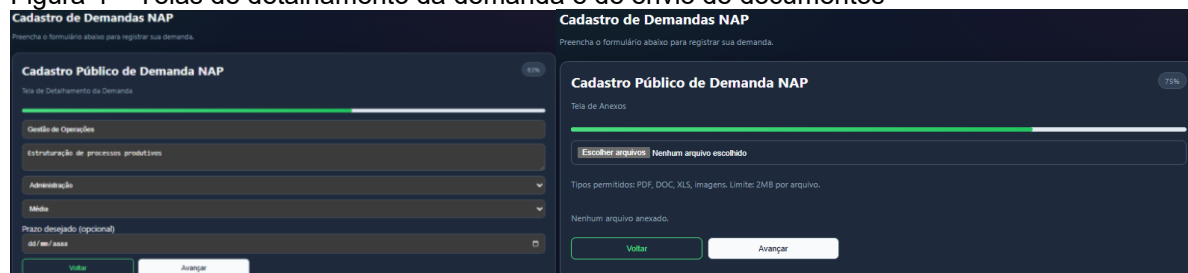 Figura 4 – Telas de detalhamento da demanda e de envio de documentos
Cadastro de Demandas NAP
Preencha o formulário abaixo para registrar sua demanda.
Cadastro Público de Demanda NAP
Tela de Detalhamento da Demanda
Gestão de Operações
Estruturação de processos produtivos
Administração
Média
Prazo desejado (opcional)
dd/mm/aaaa
Voltar Avançar
Cadastro de Demandas NAP
Preencha o formulário abaixo para registrar sua demanda.
Cadastro Público de Demanda NAP
75%
Tela de Anexos
Escolher arquivos Nenhum arquivo escolhido
Tipos permitidos: PDF, DOC, XLS, imagens. Limite: 2MB por arquivo.
Nenhum arquivo anexado.
Voltar Avançar